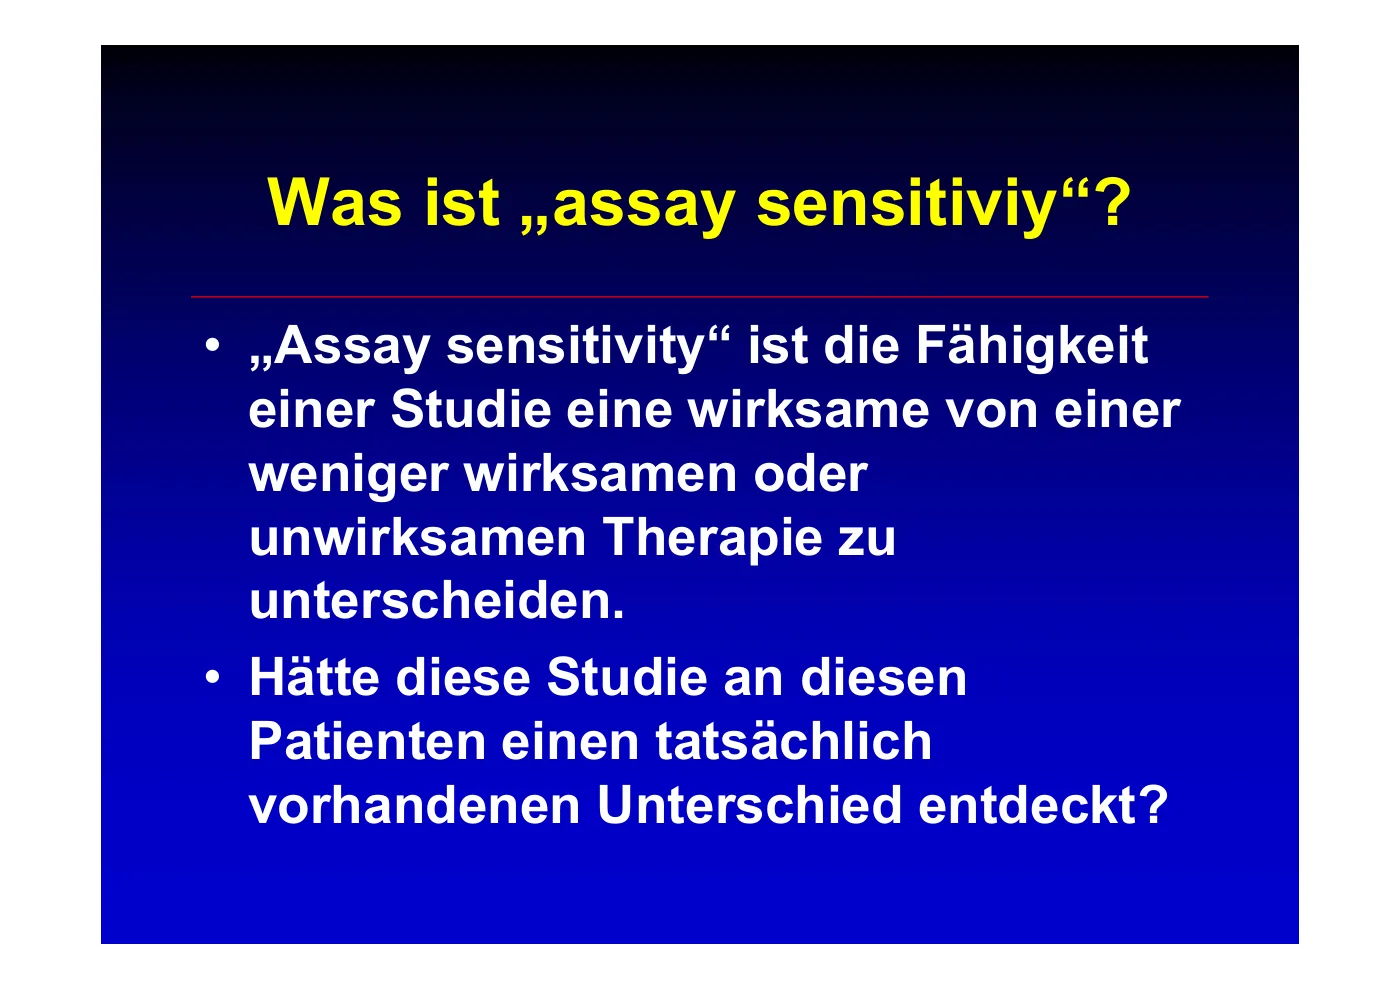 Was ist „assay sensitiviy“?
• „Assay sensitivity“ ist die Fähigkeit
einer Studie eine wirksame von einer
weniger wirksamen oder
unwirksamen Therapie zu
unterscheiden.
• Hätte diese Studie an diesen
Patienten einen tatsächlich
vorhandenen Unterschied entdeckt?